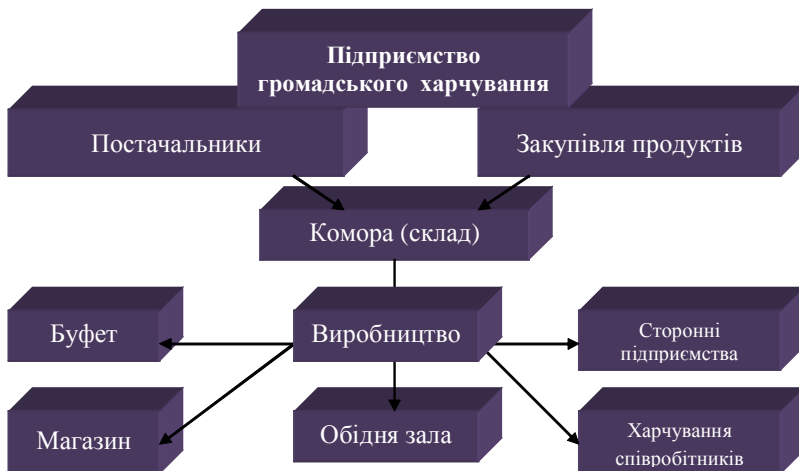 Підприємство
громадського харчування
Постачальники
Закупівля продуктів
Комора (склад)
Буфет
Виробництво
Сторонні
підприємства
Магазин
Обідня зала
Харчування
співробітників